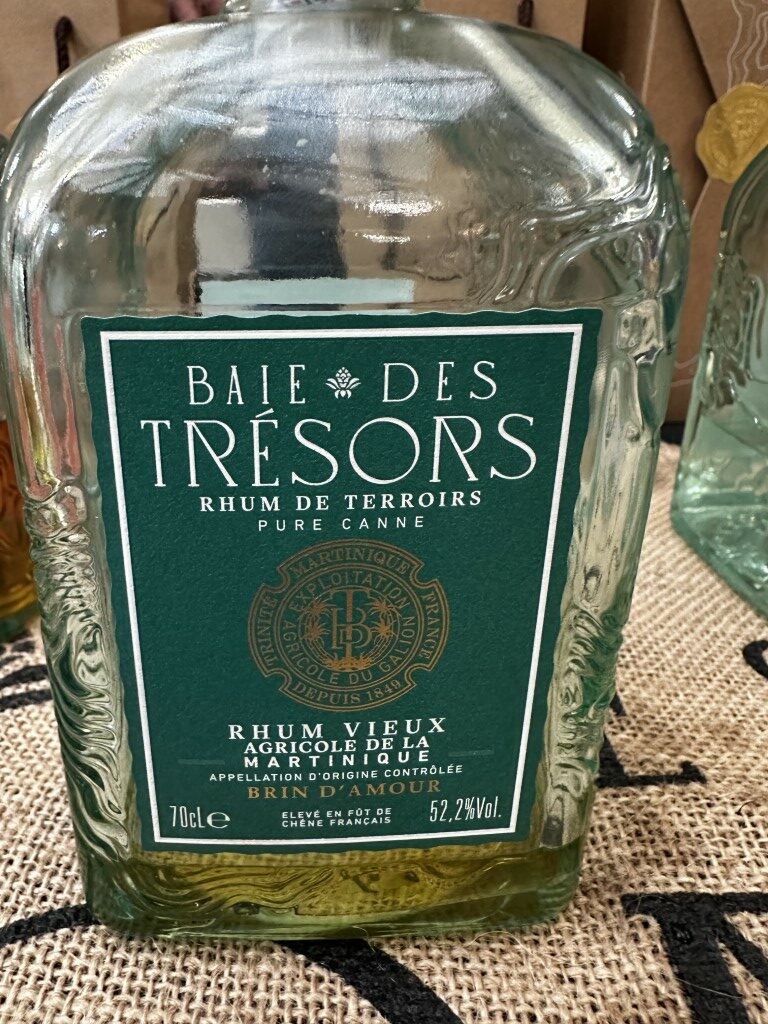 BAIE DES
TRÉSORS
RHUM DE TERROIRS
PURE CANNE
MARTINIQUE
TRINITÉ
FRANCE
EXPLOITATION
AGRICOLE DU GALION
DEPUIS 1849
RHUM VIEUX
AGRICOLE DE LA
MARTINIQUE
APPELLATION D'ORIGINE CONTRÔLÉE
BRIN D'AMOUR
70cL℮ ELEVÉ EN FÛT DE 52,2%Vol.
CHÊNE FRANÇAIS